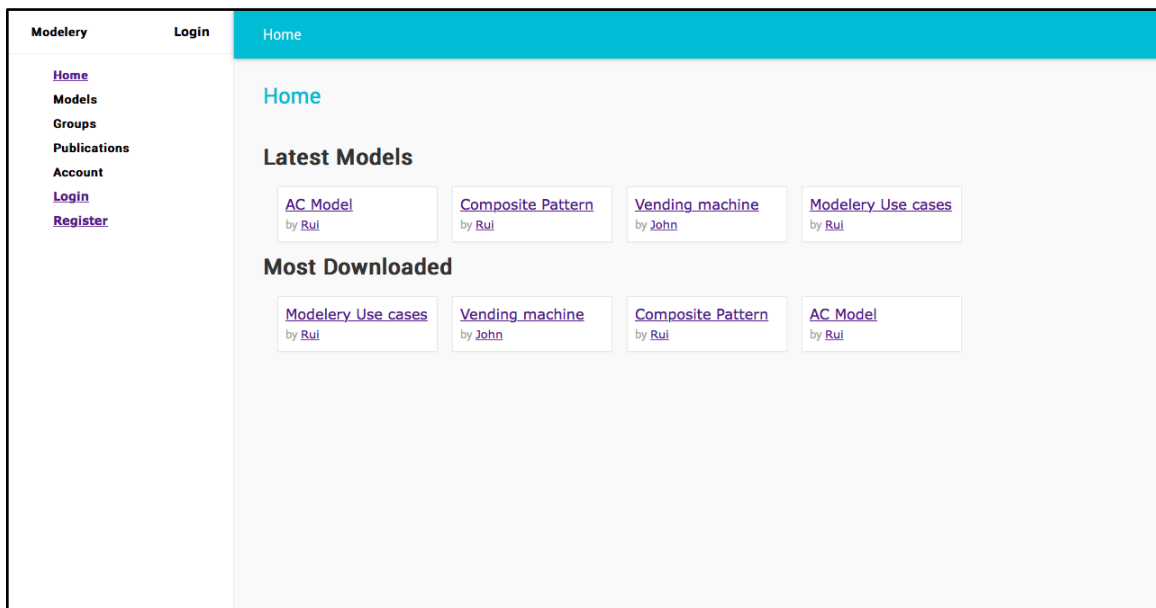 Modelery Login
Home
Home
Models
Groups
Publications
Account
Login
Register
Home
Latest Models
AC Model Composite Pattern Vending machine Modelery Use cases
by Rui by Rui by John by Rui
Most Downloaded
Modelery Use cases Vending machine Composite Pattern AC Model
by Rui by John by Rui by Rui